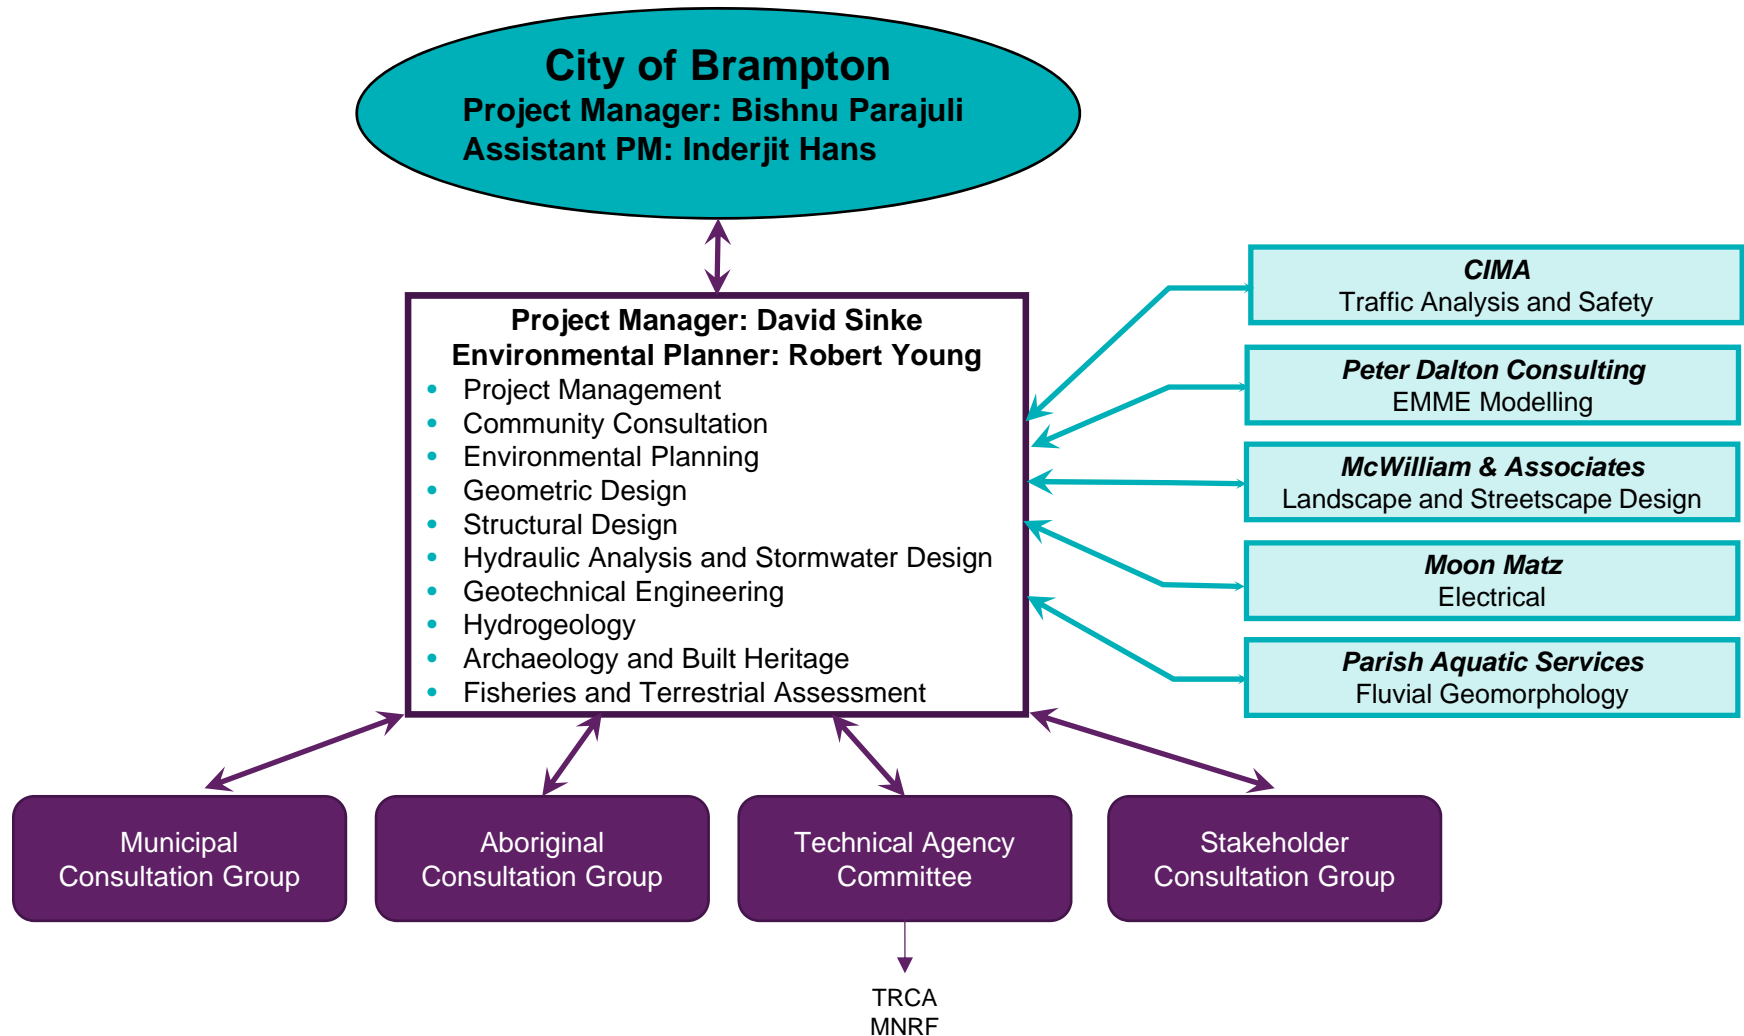 City of Brampton
Project Manager: Bishnu Parajuli
Assistant PM: Inderjit Hans
Project Manager: David Sinke
Environmental Planner: Robert Young
• Project Management
• Community Consultation
• Environmental Planning
• Geometric Design
• Structural Design
• Hydraulic Analysis and Stormwater Design
• Geotechnical Engineering
• Hydrogeology
• Archaeology and Built Heritage
• Fisheries and Terrestrial Assessment
CIMA
Traffic Analysis and Safety
Peter Dalton Consulting
EMME Modelling
McWilliam & Associates
Landscape and Streetscape Design
Moon Matz
Electrical
Parish Aquatic Services
Fluvial Geomorphology
Municipal
Consultation Group
Aboriginal
Consultation Group
Technical Agency
Committee
Stakeholder
Consultation Group
TRCA
MNRF